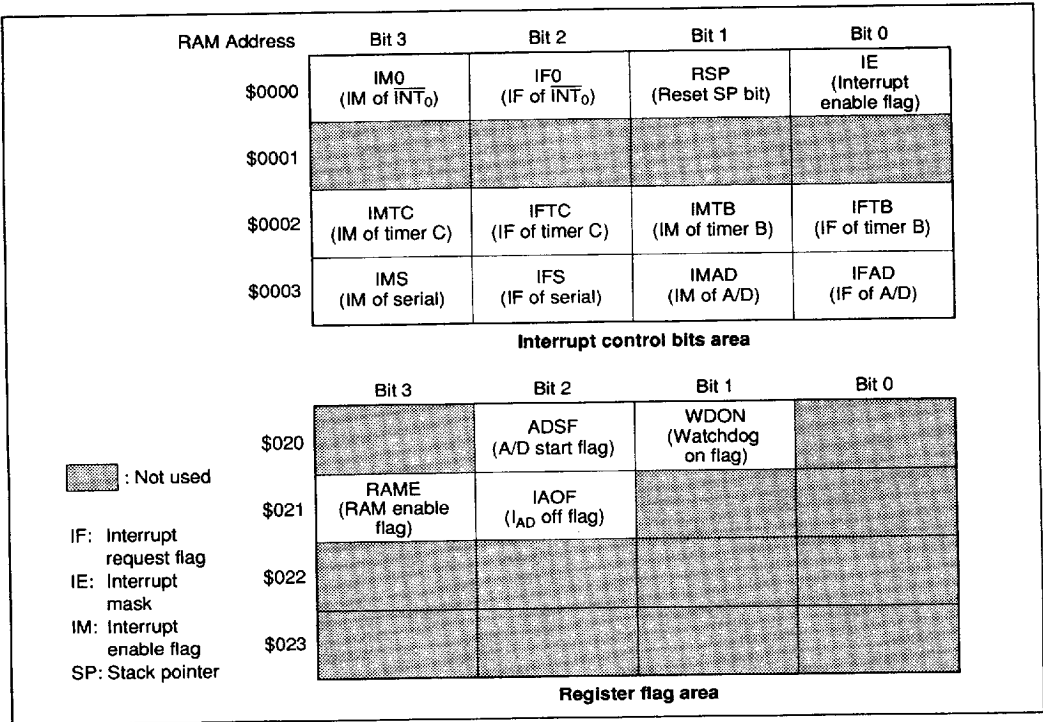 RAM Address Bit 3 Bit 2 Bit 1 Bit 0
$0000
IM0
(IM of INT0)
IF0
(IF of INT0)
RSP
(Reset SP bit)
IE
(Interrupt
enable flag)
$0001
$0002
IMTC
(IM of timer C)
IFTC
(IF of timer C)
IMTB
(IM of timer B)
IFTB
(IF of timer B)
$0003
IMS
(IM of serial)
IFS
(IF of serial)
IMAD
(IM of A/D)
IFAD
(IF of A/D)
Interrupt control bits area
Bit 3 Bit 2 Bit 1 Bit 0
$020
ADSF
(A/D start flag)
WDON
(Watchdog
on flag)
$021
RAME
(RAM enable
flag)
IAOF
(IAD off flag)
$022
$023
: Not used
IF: Interrupt
request flag
IE: Interrupt
mask
IM: Interrupt
enable flag
SP: Stack pointer
Register flag area